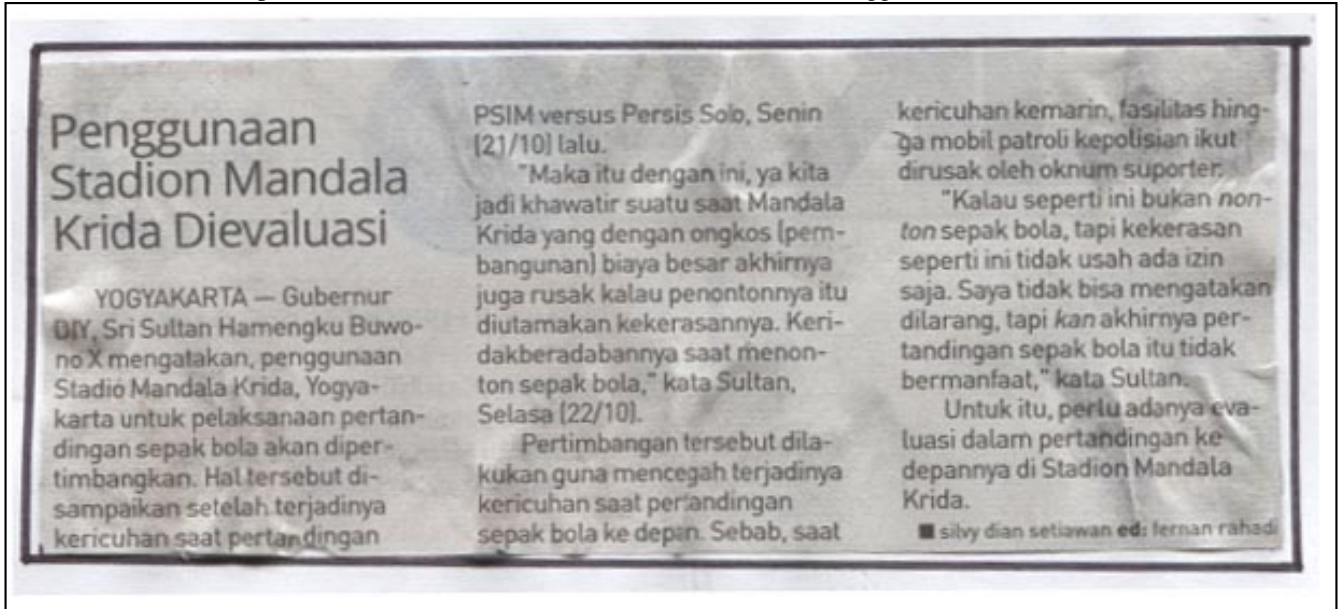 Penggunaan
Stadion Mandala
Krida Dievaluasi
YOGYAKARTA — Gubernur
DIY, Sri Sultan Hamengku Buwo-
no X mengatakan, penggunaan
Stadio Mandala Krida, Yogya-
karta untuk pelaksanaan pertan-
dingan sepak bola akan diper-
timbangkan. Hal tersebut di-
sampaikan setelah terjadinya
kericuhan saat pertandingan
PSIM versus Persis Solo, Senin
(21/10) lalu.
"Maka itu dengan ini, ya kita
jadi khawatir suatu saat Mandala
Krida yang dengan ongkos (pem-
bangunan) biaya besar akhirnya
juga rusak kalau penontonnya itu
diutamakan kekerasannya. Keri-
dakberadabannya saat menon-
ton sepak bola," kata Sultan,
Selasa (22/10).
Pertimbangan tersebut dila-
kukan guna mencegah terjadinya
kericuhan saat pertandingan
sepak bola ke depan. Sebab, saat
kericuhan kemarin, fasilitas hing-
ga mobil patroli kepolisian ikut
dirusak oleh oknum suporter.
"Kalau seperti ini bukan non-
ton sepak bola, tapi kekerasan
seperti ini tidak usah ada izin
saja. Saya tidak bisa mengatakan
dilarang, tapi kan akhirnya per-
tandingan sepak bola itu tidak
bermanfaat," kata Sultan.
Untuk itu, perlu adanya eva-
luasi dalam pertandingan ke
depannya di Stadion Mandala
Krida.
■ silvy dian setiawan ed: fernan rahadi